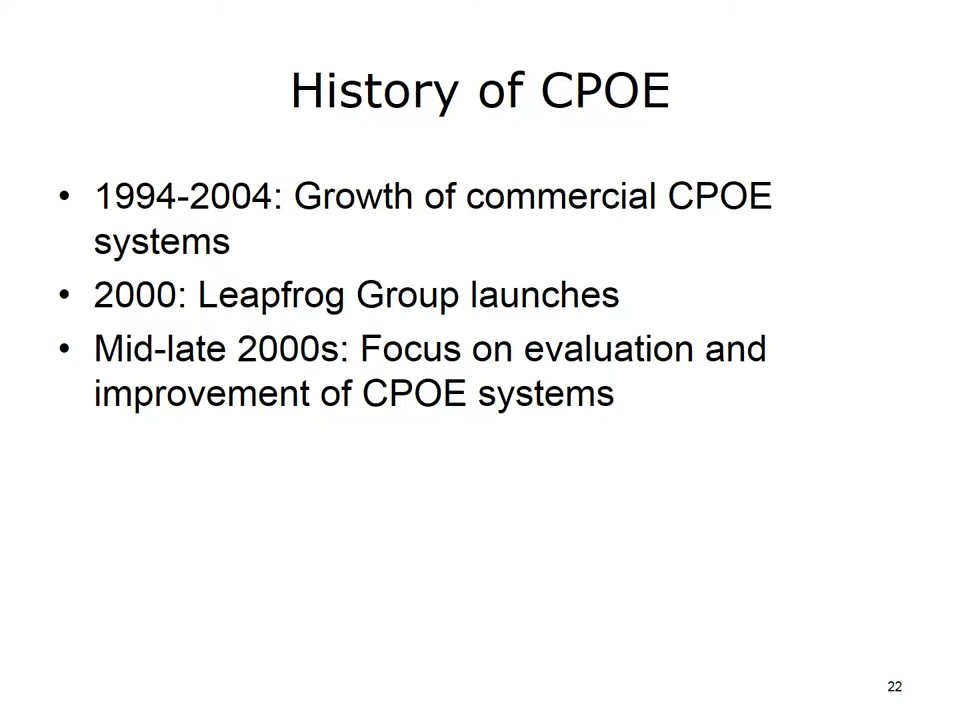 History of CPOE
• 1994-2004: Growth of commercial CPOE
systems
• 2000: Leapfrog Group launches
• Mid-late 2000s: Focus on evaluation and
improvement of CPOE systems
22